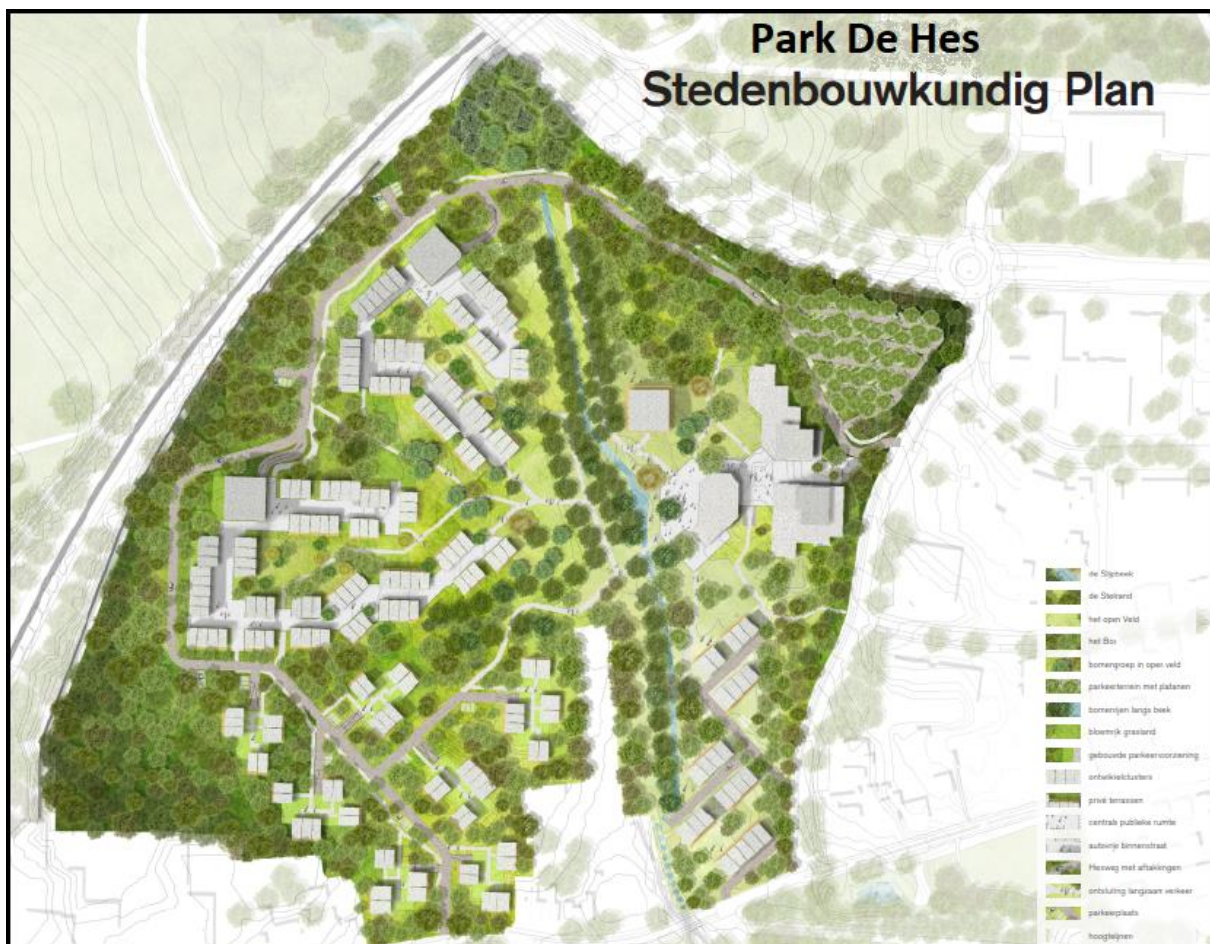 Park De Hes
Stedenbouwkundig Plan
de Slijpbeek
de Stelrand
het open Veld
het Bos
bomengroep in open veld
parkeerterrein met platanen
bomenrijen langs beek
bloemrijk grasland
gebouwde parkeervoorziening
ontwikkelclusters
privé terrassen
centrale publieke ruimte
autovrije binnenstraat
Hesweg met aftakkingen
ontsluiting langzaam verkeer
parkeerplaats
hoogtelijnen